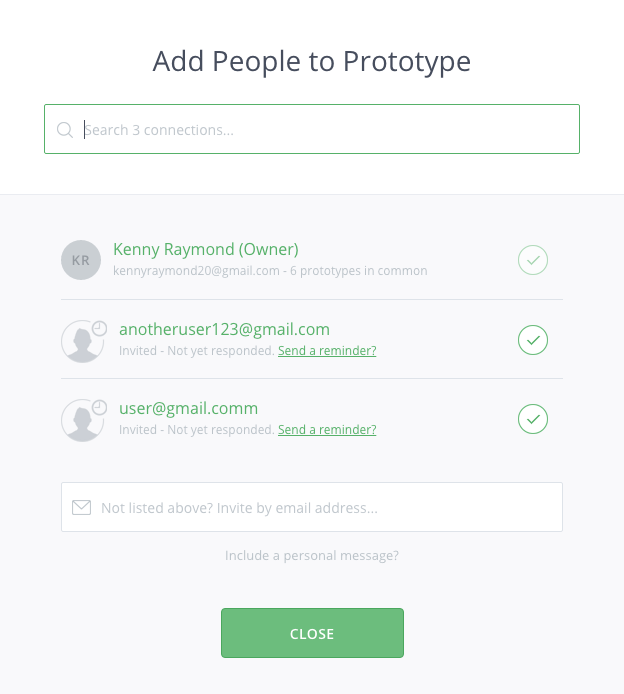 Add People to Prototype
Search 3 connections...
KR
Kenny Raymond (Owner)
kennyraymond20@gmail.com - 6 prototypes in common
anotheruser123@gmail.com
Invited - Not yet responded. Send a reminder?
user@gmail.comm
Invited - Not yet responded. Send a reminder?
Not listed above? Invite by email address...
Include a personal message?
CLOSE